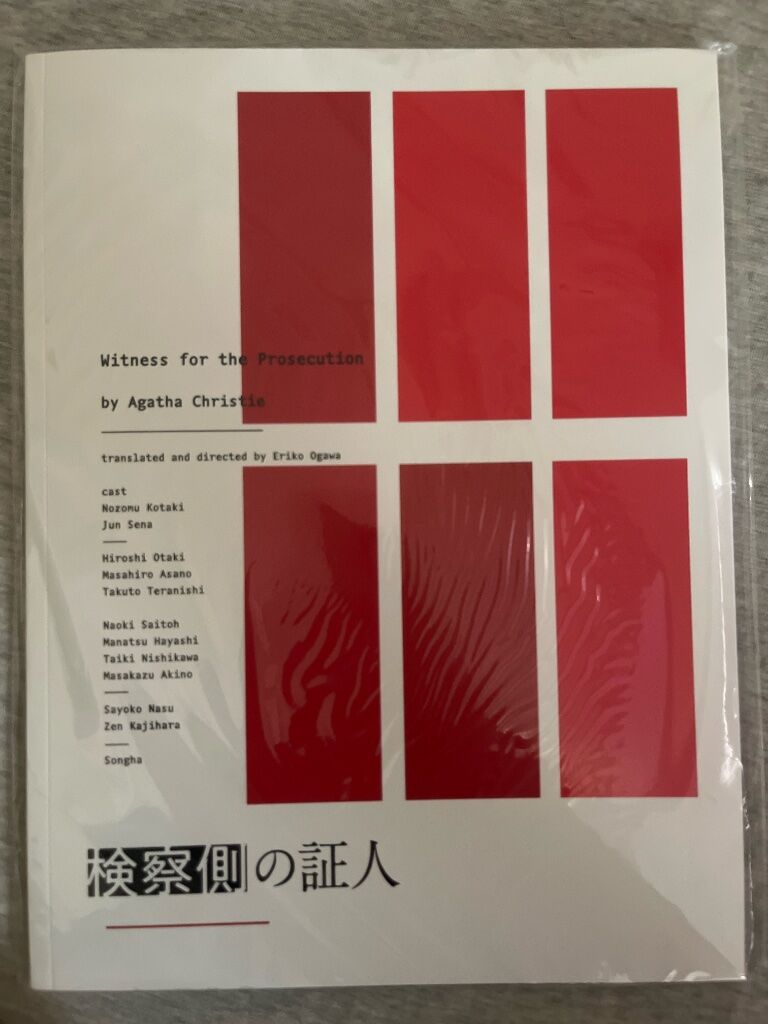 Witness for the Prosecution
by Agatha Christie
translated and directed by Eriko Ogawa
cast
Nozomu Kotaki
Jun Sena
Hiroshi Otaki
Masahiro Asano
Takuto Teranishi
Naoki Saitoh
Manatsu Hayashi
Taiki Nishikawa
Masakazu Akino
Sayoko Nasu
Zen Kajihara
Songha
検察側の証人